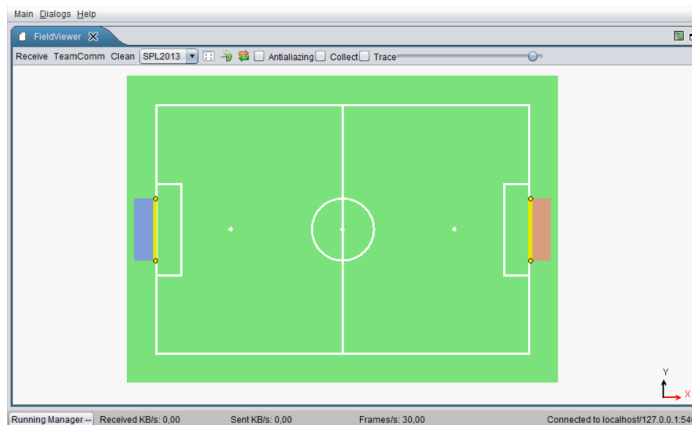 Main Dialogs Help
FieldViewer
Receive TeamComm Clean SPL2013 Antializing Collect Trace
Y
X
Running Manager -- Received KB/s: 0,00 Sent KB/s: 0,00 Frames/s: 30,00 Connected to localhost/127.0.0.1:54